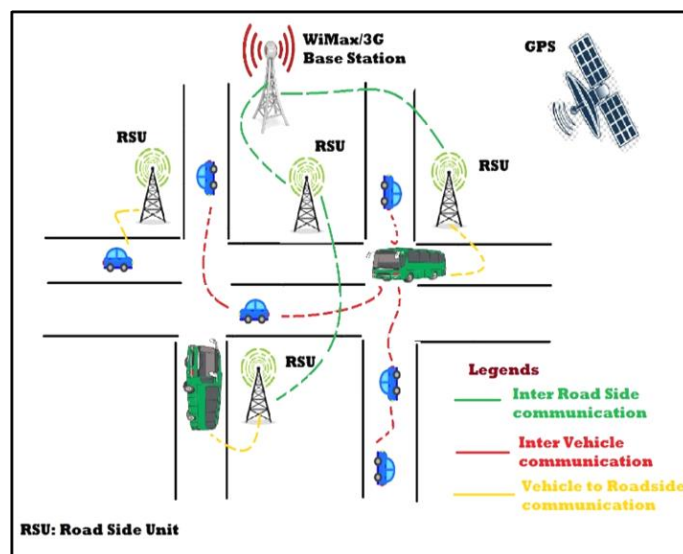 WiMax/3G
Base Station
GPS
RSU
RSU
RSU
RSU
Legends
Inter Road Side
communication
Inter Vehicle
communication
Vehicle to Roadside
communication
RSU: Road Side Unit